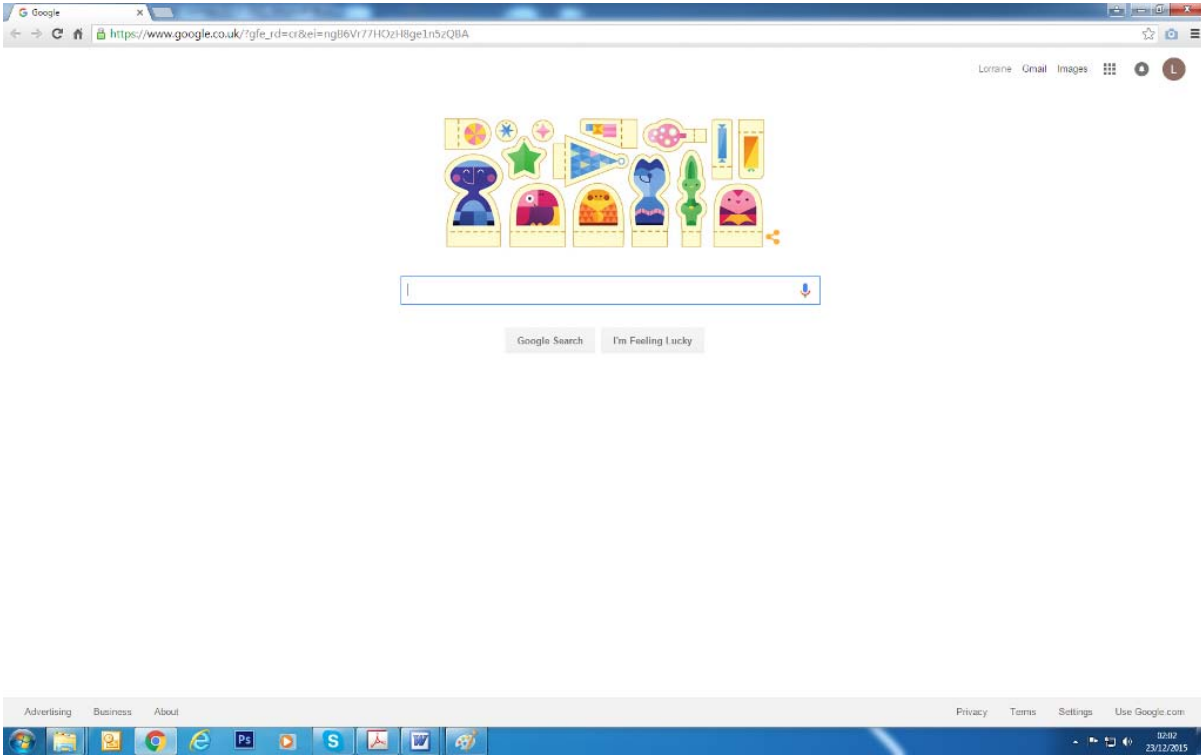 Google
https://www.google.co.uk/?gfe_rd=cr&ei=ngB6Vr77HOzH8ge1n5zQBA
Lorraine Gmail Images
L
Google Search I'm Feeling Lucky
Advertising Business About Privacy Terms Settings Use Google.com
Ps S W
02:02
23/12/2015